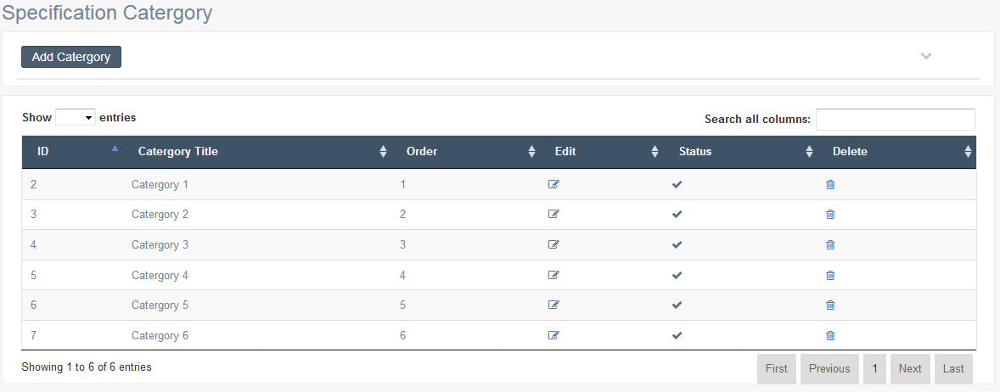 Specification Catergory
Add Catergory
Show entries Search all columns:
ID Catergory Title Order Edit Status Delete
2 Catergory 1 1
3 Catergory 2 2
4 Catergory 3 3
5 Catergory 4 4
6 Catergory 5 5
7 Catergory 6 6
Showing 1 to 6 of 6 entries First Previous 1 Next Last